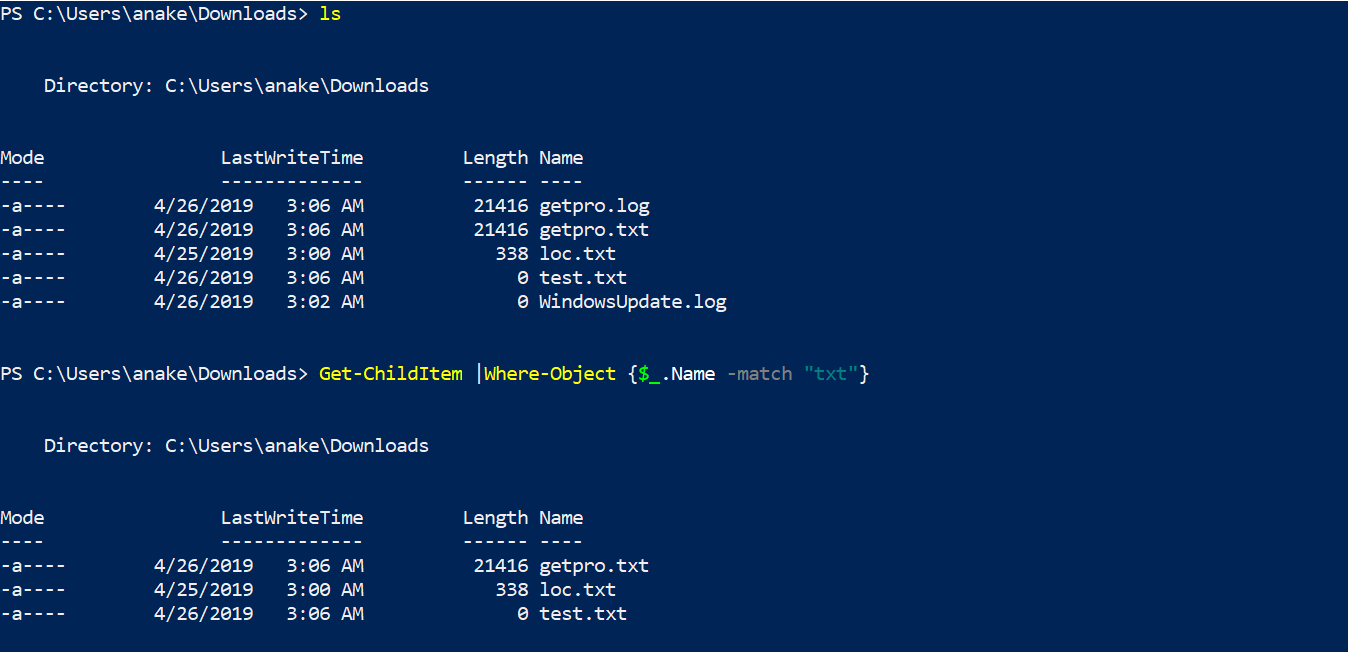 PS C:\Users\anake\Downloads> ls
Directory: C:\Users\anake\Downloads
Mode                LastWriteTime         Length Name
----                -------------         ------ ----
-a----        4/26/2019   3:06 AM          21416 getpro.log
-a----        4/26/2019   3:06 AM          21416 getpro.txt
-a----        4/25/2019   3:00 AM            338 loc.txt
-a----        4/26/2019   3:06 AM              0 test.txt
-a----        4/26/2019   3:02 AM              0 WindowsUpdate.log
PS C:\Users\anake\Downloads> Get-ChildItem |Where-Object {$_.Name -match "txt"}
Directory: C:\Users\anake\Downloads
Mode                LastWriteTime         Length Name
----                -------------         ------ ----
-a----        4/26/2019   3:06 AM          21416 getpro.txt
-a----        4/25/2019   3:00 AM            338 loc.txt
-a----        4/26/2019   3:06 AM              0 test.txt